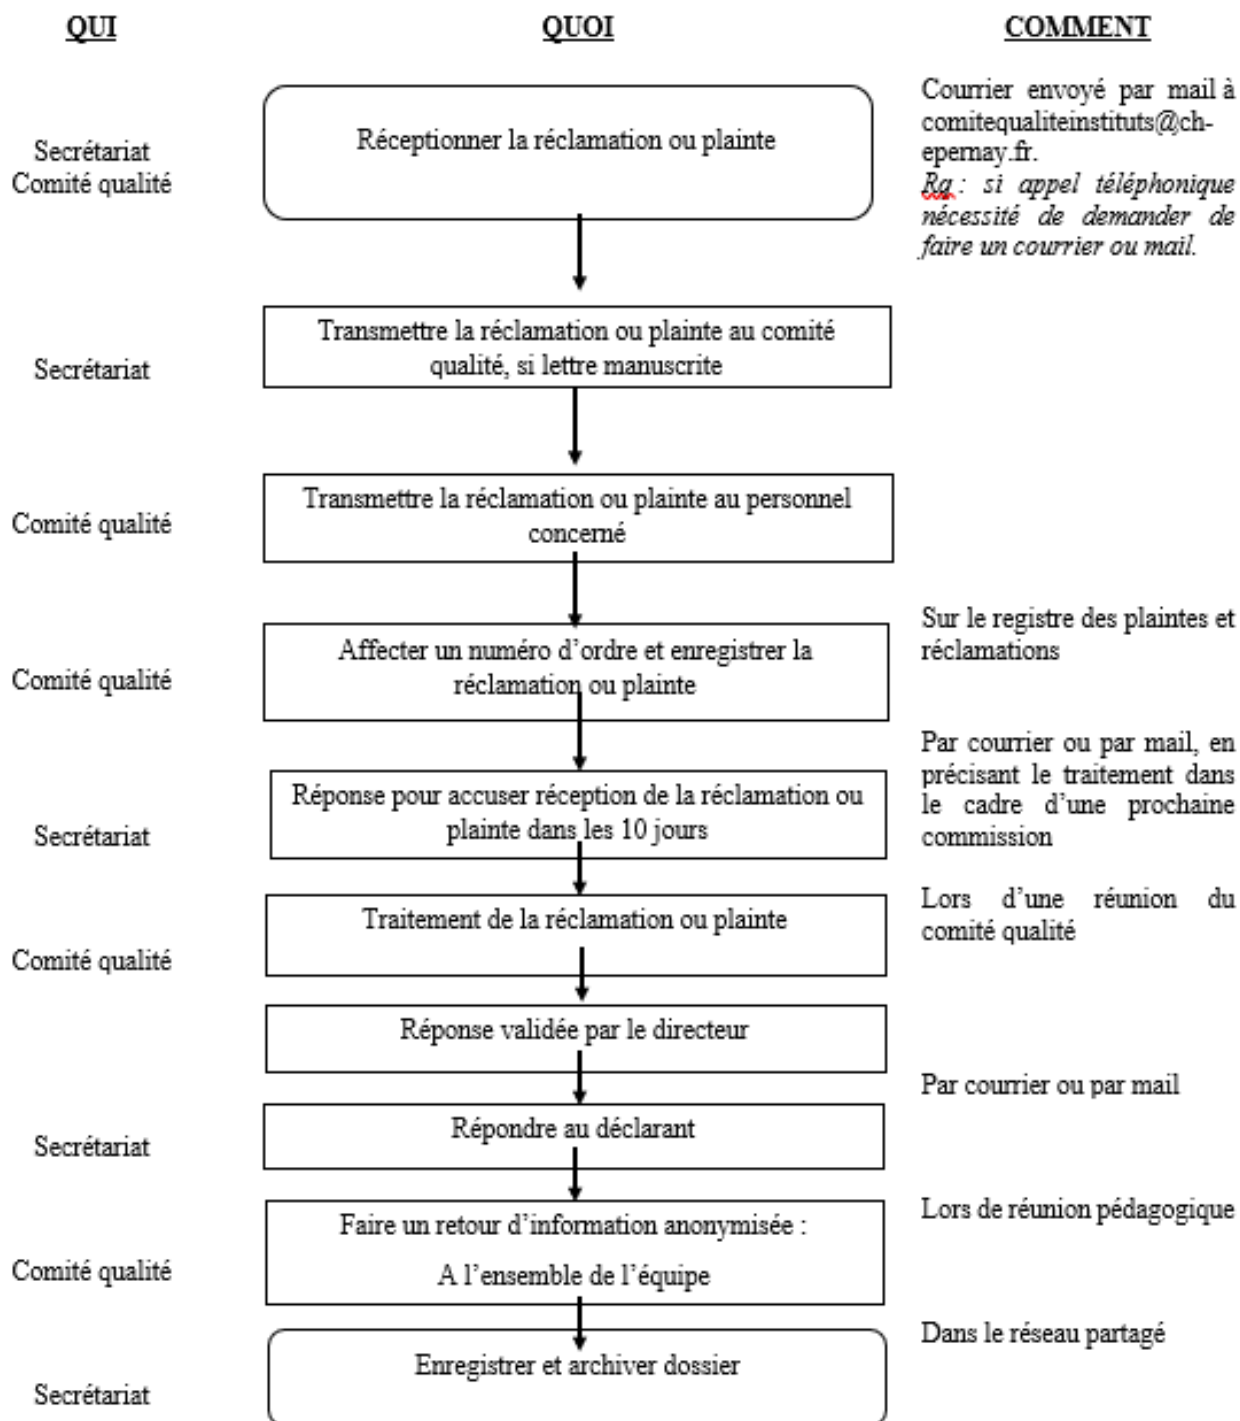 QUI
QUOI
COMMENT
Secrétariat
Comité qualité
Réceptionner la réclamation ou plainte
Courrier envoyé par mail à
comitequaliteinstituts@ch-
epernay.fr.
Rq : si appel téléphonique
nécessité de demander de
faire un courrier ou mail.
Secrétariat
Transmettre la réclamation ou plainte au comité
qualité, si lettre manuscrite
Comité qualité
Transmettre la réclamation ou plainte au personnel
concerné
Comité qualité
Affecter un numéro d’ordre et enregistrer la
réclamation ou plainte
Sur le registre des plaintes et
réclamations
Secrétariat
Réponse pour accuser réception de la réclamation ou
plainte dans les 10 jours
Par courrier ou par mail, en
précisant le traitement dans
le cadre d’une prochaine
commission
Comité qualité
Traitement de la réclamation ou plainte
Lors d’une réunion du
comité qualité
Réponse validée par le directeur
Secrétariat
Répondre au déclarant
Par courrier ou par mail
Comité qualité
Faire un retour d’information anonymisée :
A l’ensemble de l’équipe
Lors de réunion pédagogique
Secrétariat
Enregistrer et archiver dossier
Dans le réseau partagé